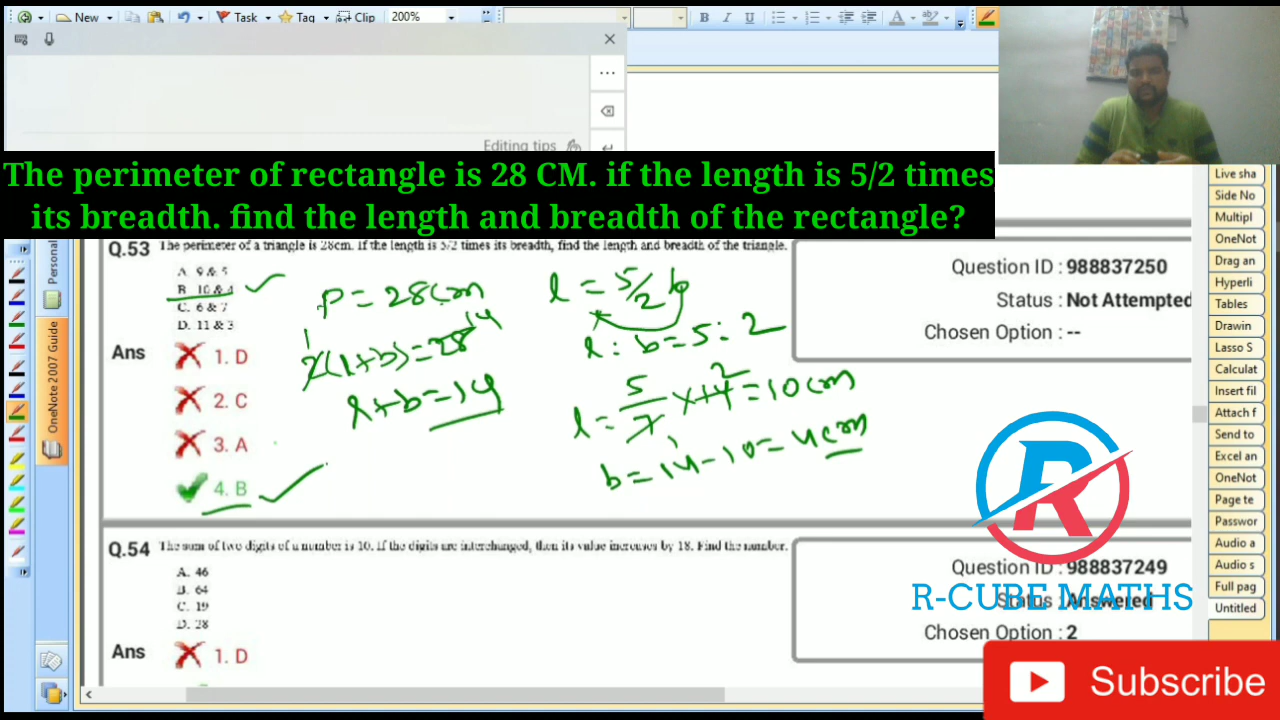 New Task Tag Clip 200% B I U
Editing tips
The perimeter of rectangle is 28 CM. if the length is 5/2 times
its breadth. find the length and breadth of the rectangle?
Q.53 The perimeter of a triangle is 28cm. If the length is 5/2 times its breadth, find the length and breadth of the triangle.
A. 9 & 5
B. 10 & 4
C. 6 & 7
D. 11 & 3
Ans
1. D
2. C
3. A
4. B
P = 28cm
2(l+b) = 28 14
1
l+b = 14
l = 5/2 b
l : b = 5 : 2
l = 5/7 × 14 = 10cm
2
1
b = 14 - 10 = 4cm
Question ID : 988837250
Status : Not Attempted
Chosen Option : --
Q.54 The sum of two digits of a number is 10. If the digits are interchanged, then its value increases by 18. Find the number.
A. 46
B. 64
C. 19
D. 28
Ans
1. D
Question ID : 988837249
Status : Answered
Chosen Option : 2
R
R-CUBE MATHS
Subscribe
Personal
OneNote 2007 Guide
Live sha
Side No
Multipl
OneNot
Drag an
Hyperli
Tables
Drawin
Lasso S
Calculat
Insert fil
Attach f
Send to
Excel an
OneNot
Page te
Passwor
Audio a
Audio s
Full pag
Untitled